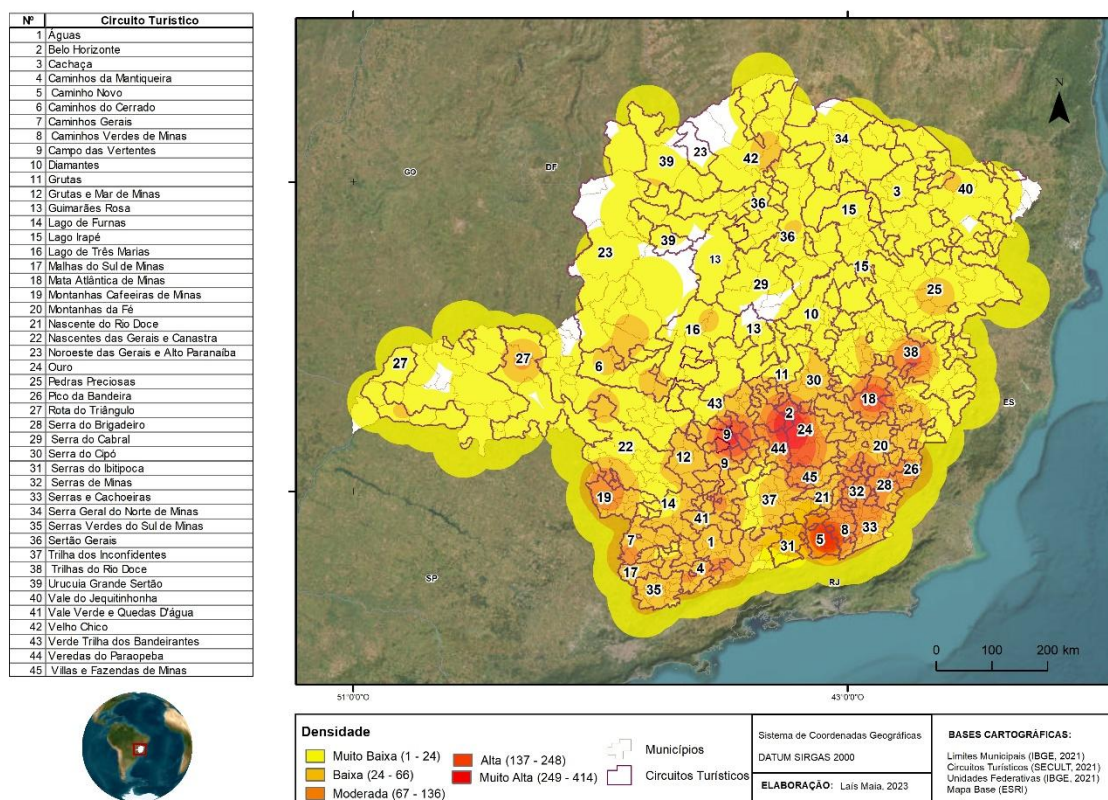 Nº Circuito Turístico
1 Águas
2 Belo Horizonte
3 Cachaça
4 Caminhos da Mantiqueira
5 Caminho Novo
6 Caminhos do Cerrado
7 Caminhos Gerais
8 Caminhos Verdes de Minas
9 Campo das Vertentes
10 Diamantes
11 Grutas
12 Grutas e Mar de Minas
13 Guimarães Rosa
14 Lago de Furnas
15 Lago Irapé
16 Lago de Três Marias
17 Malhas do Sul de Minas
18 Mata Atlântica de Minas
19 Montanhas Cafeeiras de Minas
20 Montanhas da Fé
21 Nascente do Rio Doce
22 Nascentes das Gerais e Canastra
23 Noroeste das Gerais e Alto Paranaíba
24 Ouro
25 Pedras Preciosas
26 Pico da Bandeira
27 Rota do Triângulo
28 Serra do Brigadeiro
29 Serra do Cabral
30 Serra do Cipó
31 Serras do Ibitipoca
32 Serras de Minas
33 Serras e Cachoeiras
34 Serra Geral do Norte de Minas
35 Serras Verdes do Sul de Minas
36 Sertão Gerais
37 Trilha dos Inconfidentes
38 Trilhas do Rio Doce
39 Urucuia Grande Sertão
40 Vale do Jequitinhonha
41 Vale Verde e Quedas D'água
42 Velho Chico
43 Verde Trilha dos Bandeirantes
44 Veredas do Paraopeba
45 Villas e Fazendas de Minas
N
34
23
42
39
GO
DF
3
40
36
15
36
39
23
13
15
29
25
10
16
13
38
27
27
6
11
30
18
43
2
ES
9
24
22
44
20
12
9
26
45
28
19
32
14
37
21
41
33
8
7
1
5
31
4
17
SP
35
RJ
0 100 200 km
51°0'0"O 43°0'0"O
Densidade
Muito Baixa (1 - 24)
Baixa (24 - 66)
Moderada (67 - 136)
Alta (137 - 248)
Muito Alta (249 - 414)
Municípios
Circuitos Turísticos
Sistema de Coordenadas Geográficas
DATUM SIRGAS 2000
ELABORAÇÃO: Laís Maia, 2023
BASES CARTOGRÁFICAS:
Limites Municipais (IBGE, 2021)
Circuitos Turísticos (SECULT, 2021)
Unidades Federativas (IBGE, 2021)
Mapa Base (ESRI)